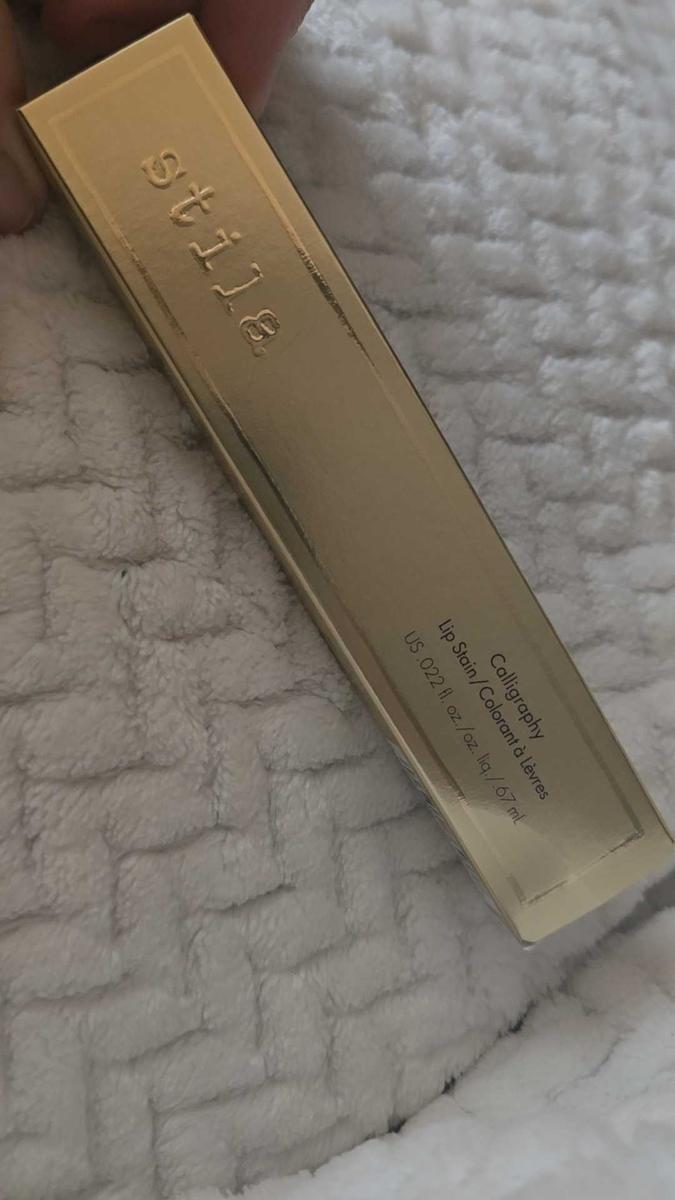 stila
Calligraphy
Lip Stain / Colorant à Lèvres
US .022 fl. oz. / oz. liq. / .67 mL